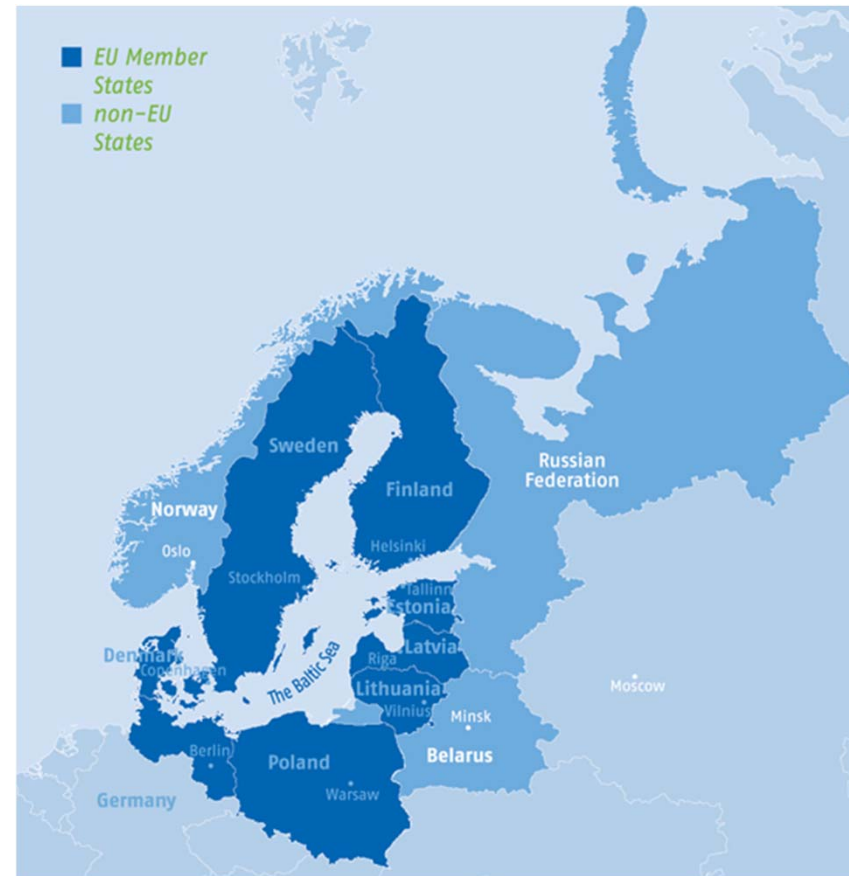 EU Member
States
non-EU
States
Sweden
Finland
Russian
Federation
Norway
Oslo
Helsinki
Stockholm
Tallinn
Estonia
Denmark
Copenhagen
The Baltic Sea
Riga
Latvia
Lithuania
Vilnius
Moscow
Minsk
Belarus
Berlin
Poland
Warsaw
Germany